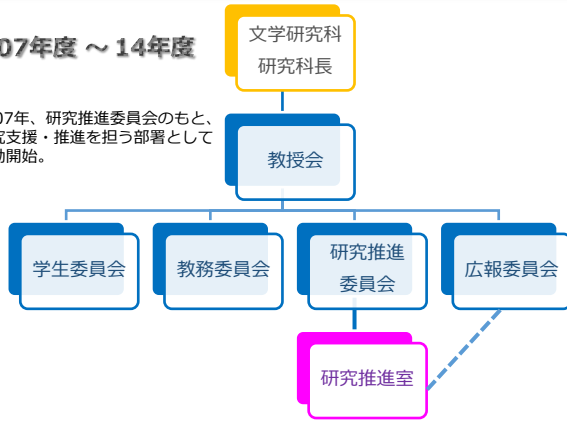 07年度 ～ 14年度
07年、研究推進委員会のもと、
究支援・推進を担う部署として
動開始。
文学研究科
研究科長
教授会
学生委員会
教務委員会
研究推進
委員会
広報委員会
研究推進室